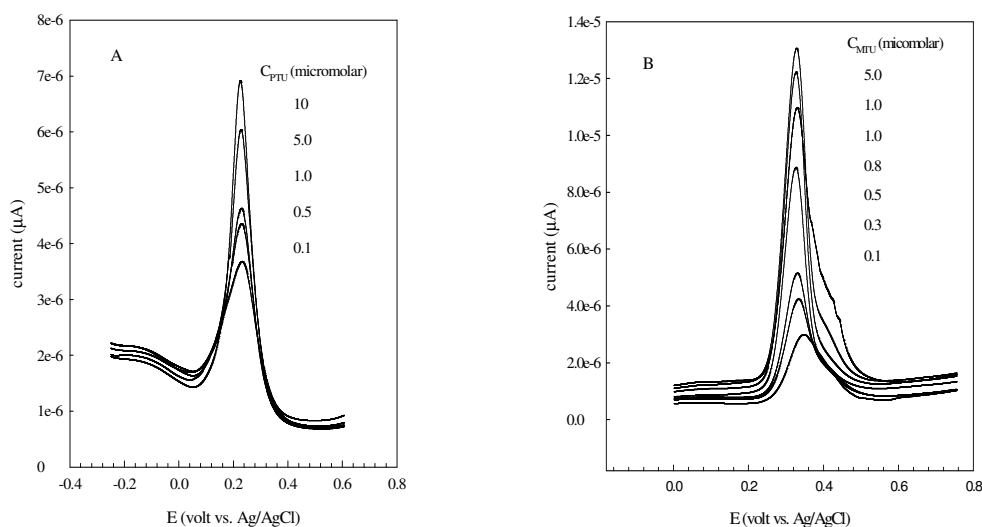 A
C_PTU (micromolar)
10
5.0
1.0
0.5
0.1
8e-6
7e-6
6e-6
5e-6
4e-6
3e-6
2e-6
1e-6
0
current (µA)
-0.4 -0.2 0.0 0.2 0.4 0.6 0.8
E (volt vs. Ag/AgCl)
B
C_MTU (micomolar)
5.0
1.0
1.0
0.8
0.5
0.3
0.1
1.4e-5
1.2e-5
1.0e-5
8.0e-6
6.0e-6
4.0e-6
2.0e-6
0.0
current (µA)
0.0 0.2 0.4 0.6 0.8
E (volt vs. Ag/AgCl)